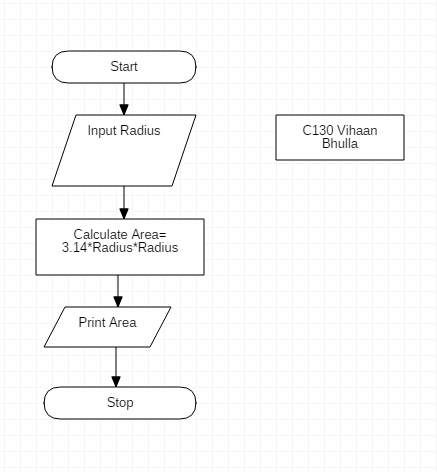 Start
Input Radius
C130 Vihaan
Bhulla
Calculate Area=
3.14*Radius*Radius
Print Area
Stop